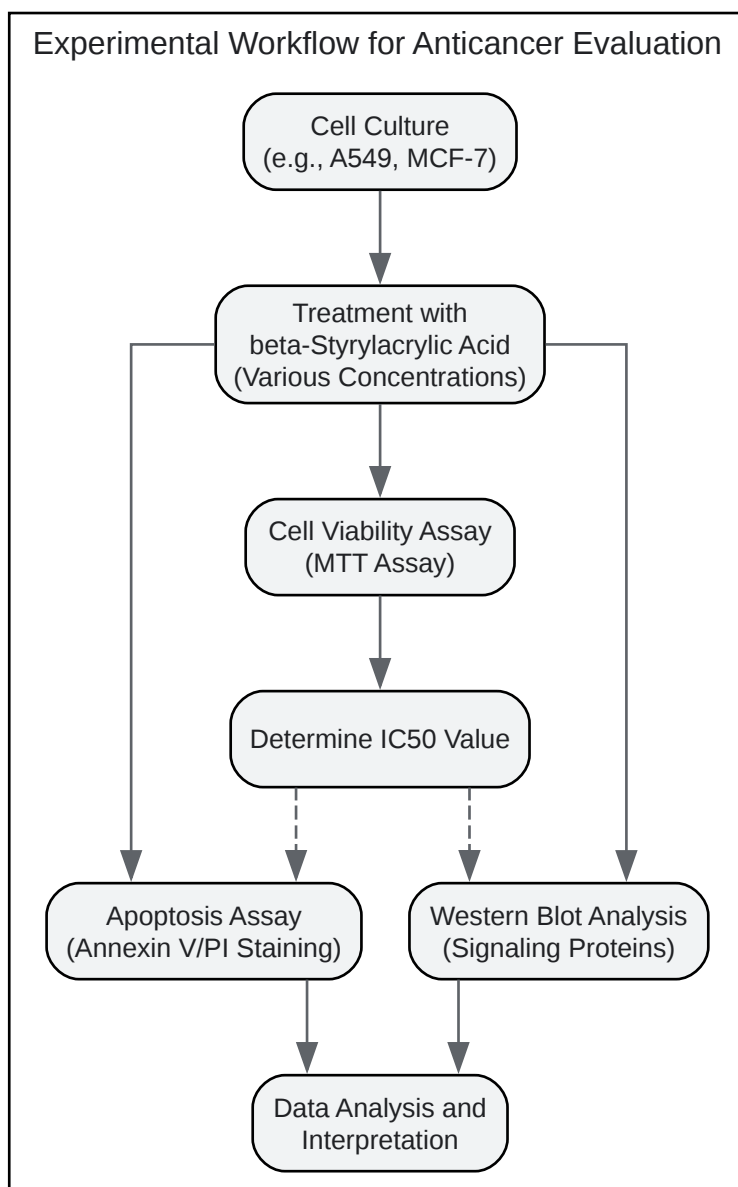 Experimental Workflow for Anticancer Evaluation
Cell Culture
(e.g., A549, MCF-7)
Treatment with
beta-Styrylacrylic Acid
(Various Concentrations)
Cell Viability Assay
(MTT Assay)
Determine IC50 Value
Apoptosis Assay
(Annexin V/PI Staining)
Western Blot Analysis
(Signaling Proteins)
Data Analysis and
Interpretation